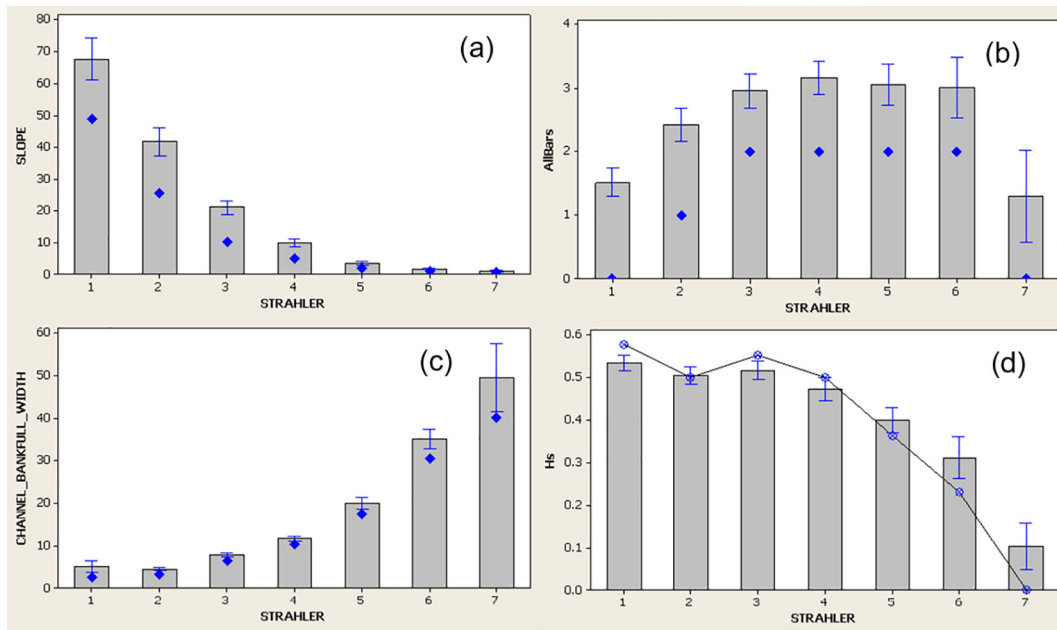 (a)
SLOPE
80
70
60
50
40
30
20
10
0
1 2 3 4 5 6 7
STRAHLER
(b)
AllBars
4
3
2
1
0
1 2 3 4 5 6 7
STRAHLER
(c)
CHANNEL_BANKFULL_WIDTH
60
50
40
30
20
10
0
1 2 3 4 5 6 7
STRAHLER
(d)
Hs
0.6
0.5
0.4
0.3
0.2
0.1
0.0
1 2 3 4 5 6 7
STRAHLER